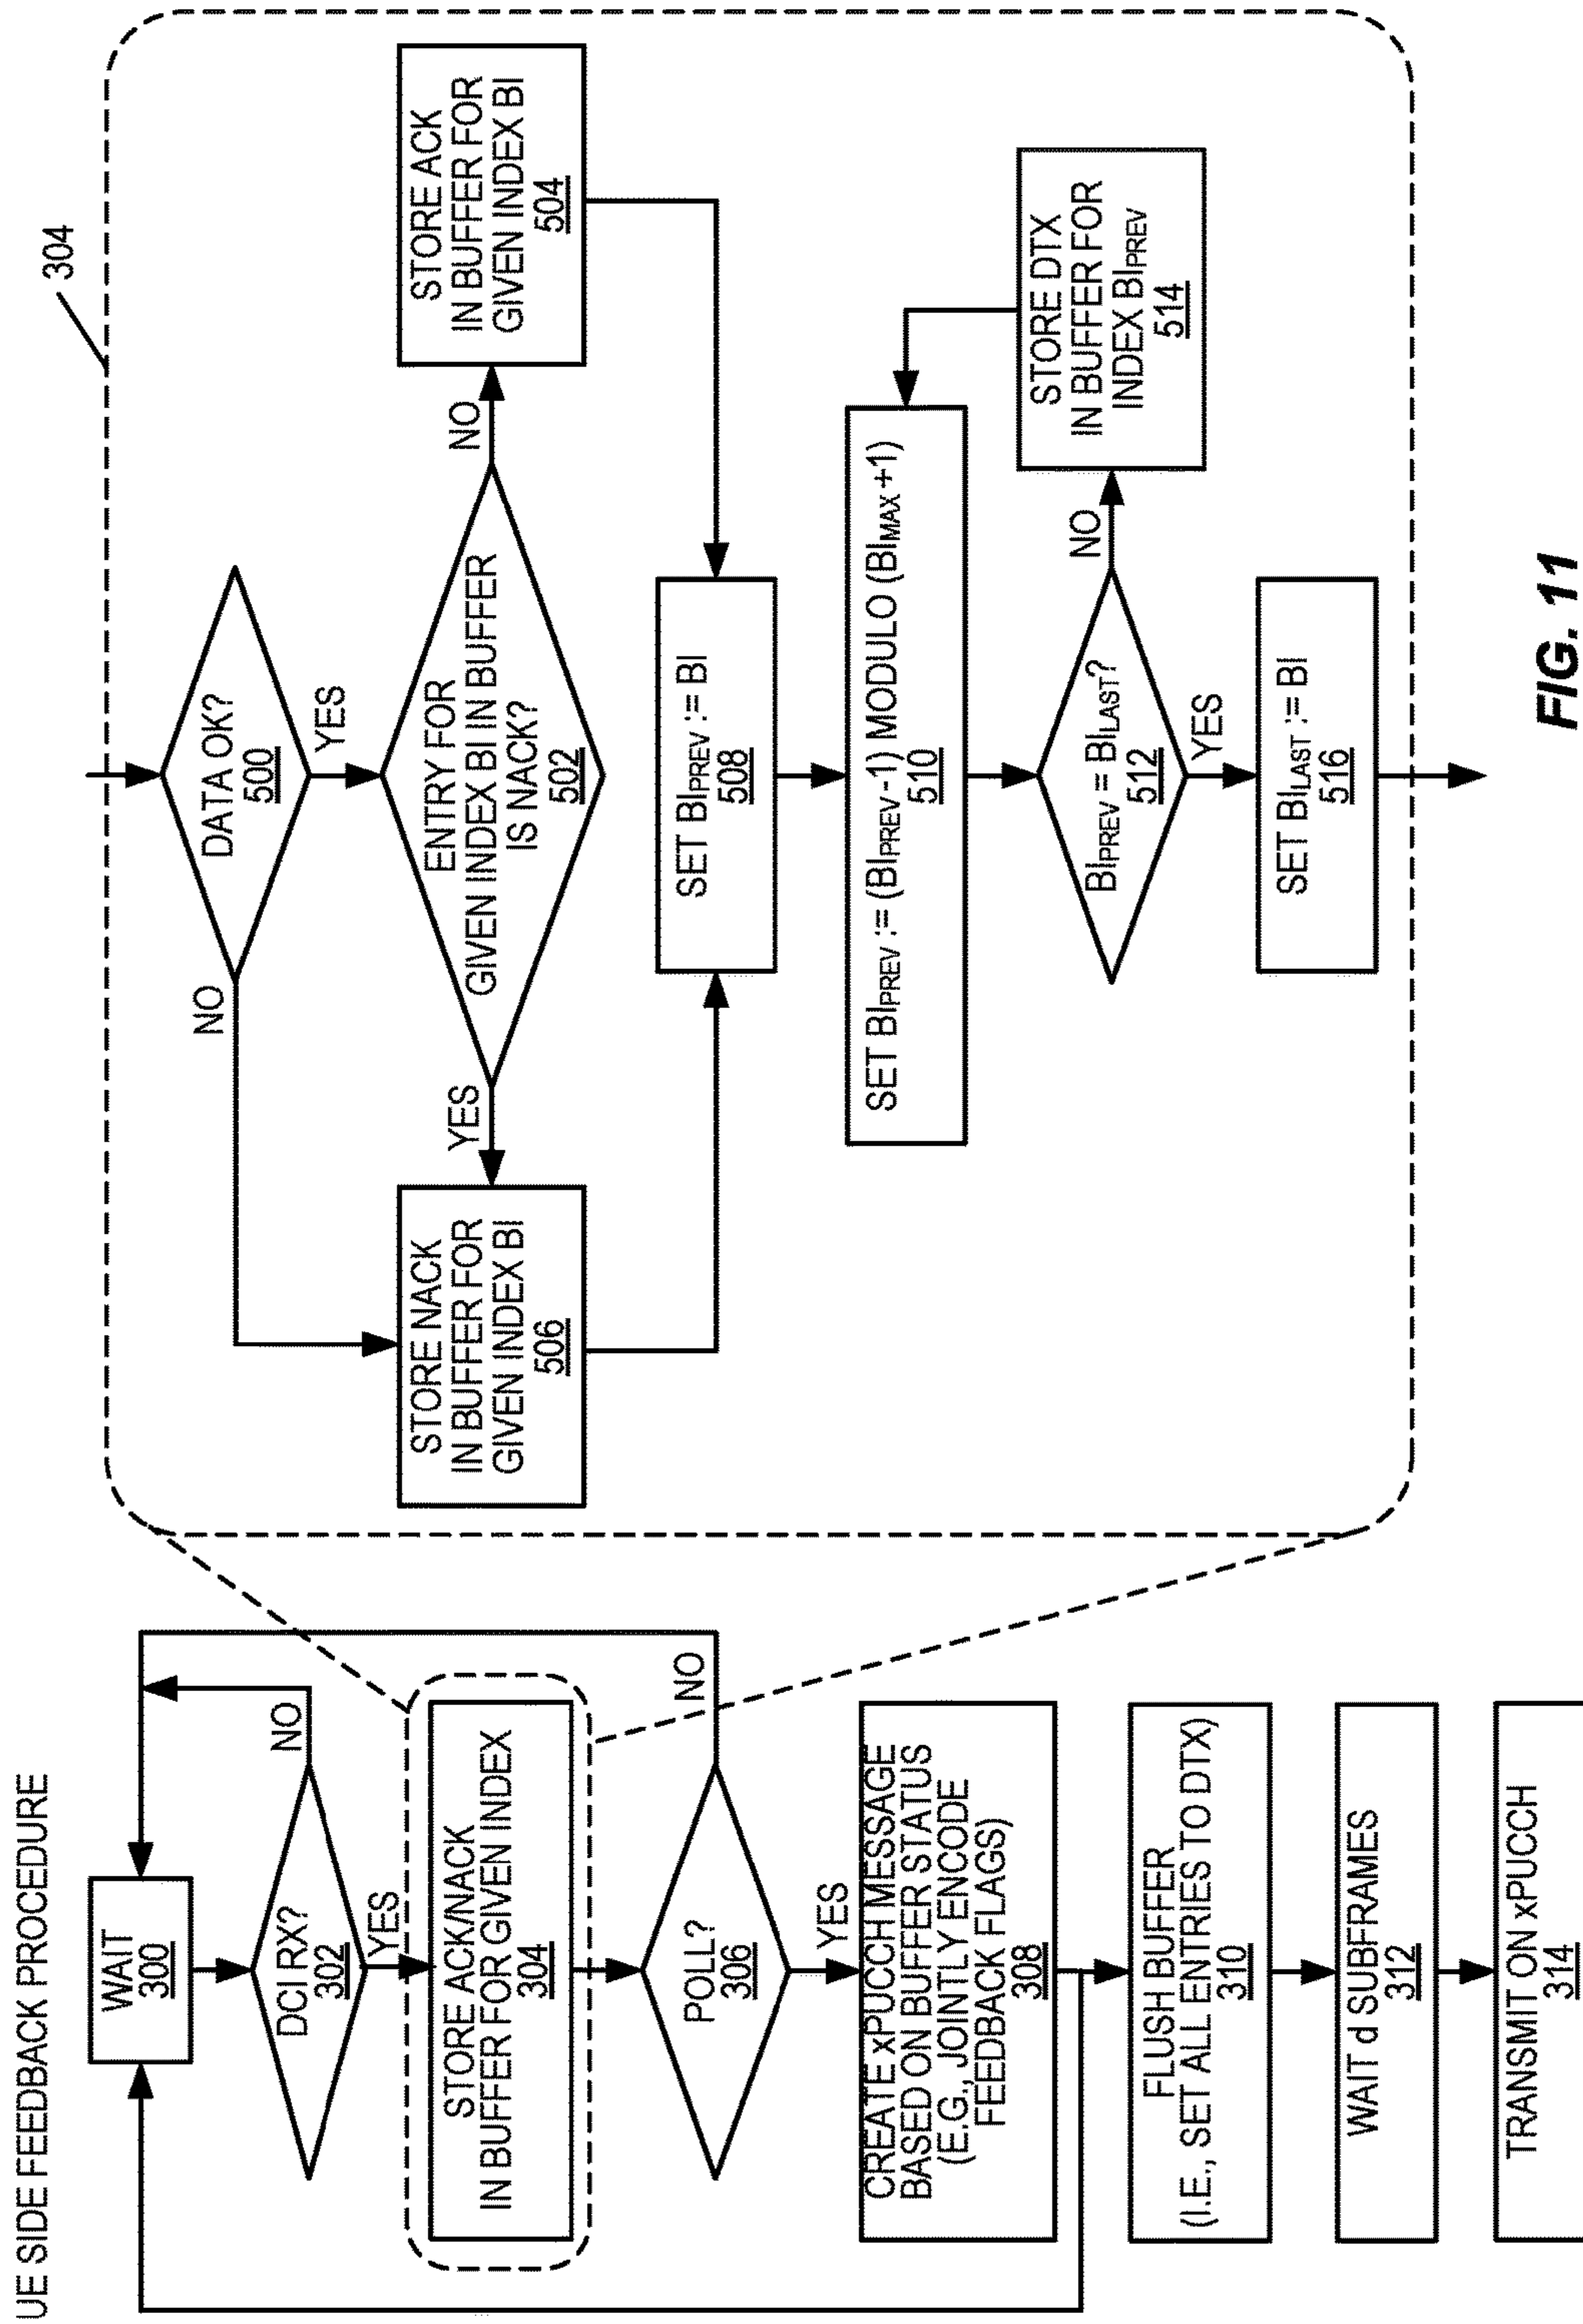 UE SIDE FEEDBACK PROCEDURE
WAIT
300
DCI RX?
302
NO
YES
STORE ACK/NACK
IN BUFFER FOR GIVEN INDEX
304
POLL?
306
NO
YES
CREATE xPUCCH MESSAGE
BASED ON BUFFER STATUS
(E.G., JOINTLY ENCODE
FEEDBACK FLAGS)
308
FLUSH BUFFER
(I.E., SET ALL ENTRIES TO DTX)
310
WAIT d SUBFRAMES
312
TRANSMIT ON xPUCCH
314
304
DATA OK?
500
NO
YES
ENTRY FOR
GIVEN INDEX BI IN BUFFER
IS NACK?
502
YES
NO
STORE NACK
IN BUFFER FOR
GIVEN INDEX BI
506
STORE ACK
IN BUFFER FOR
GIVEN INDEX BI
504
SET BIPREV := BI
508
SET BIPREV := (BIPREV-1) MODULO (BIMAX+1)
510
BIPREV = BILAST?
512
NO
YES
STORE DTX
IN BUFFER FOR
INDEX BIPREV
514
SET BILAST := BI
516
FIG. 11